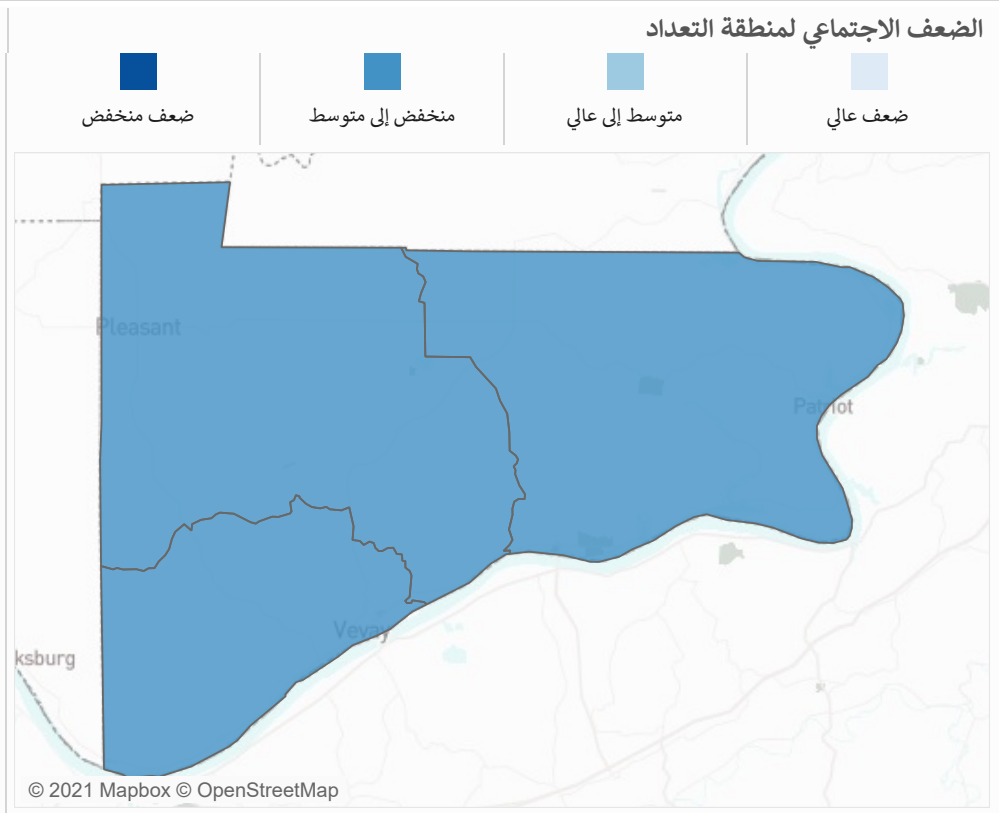 الضعف الاجتماعي لمنطقة التعداد
ضعف عالي
متوسط إلى عالي
منخفض إلى متوسط
ضعف منخفض
Pleasant
Patriot
Vevay
ksburg
© 2021 Mapbox © OpenStreetMap